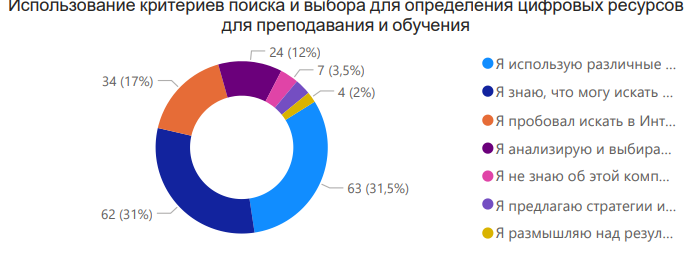 Использование критериев поиска и выбора для определения цифровых ресурсов
для преподавания и обучения
24 (12%)
7 (3,5%)
4 (2%)
34 (17%)
63 (31,5%)
62 (31%)
Я использую различные ...
Я знаю, что могу искать ...
Я пробовал искать в Инт...
Я анализирую и выбира...
Я не знаю об этой комп...
Я предлагаю стратегии и...
Я размышляю над резул...